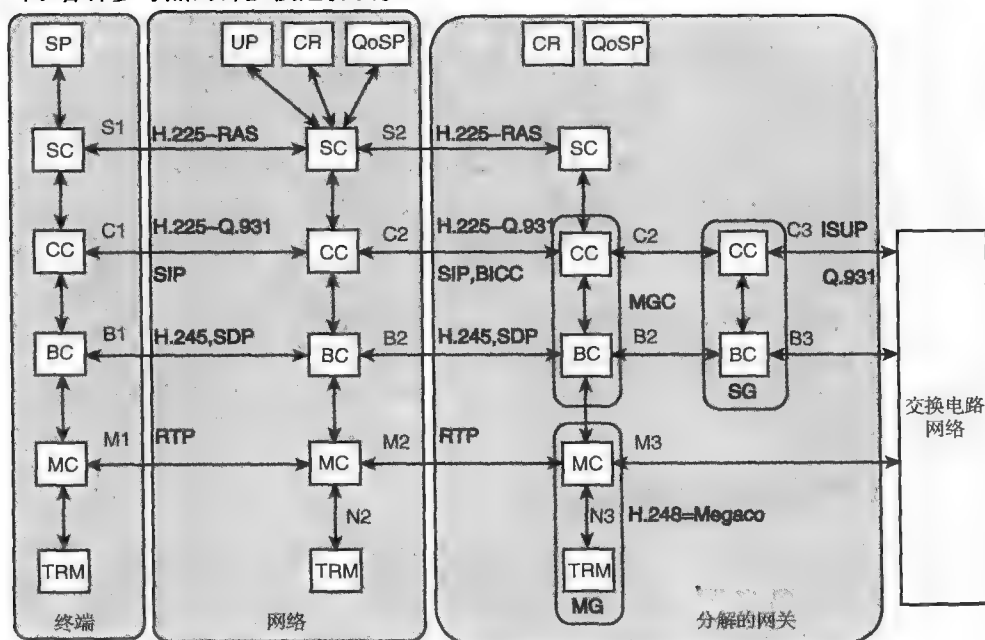 SP
UP
CR
QoSP
CR
QoSP
S1
H.225-RAS
S2
H.225-RAS
SC
SC
SC
C1
H.225-Q.931
C2
H.225-Q.931
C2
C3 ISUP
CC
CC
CC
CC
SIP
SIP,BICC
Q.931
MGC
B1
H.245,SDP
B2
H.245,SDP
B2
B3
BC
BC
BC
BC
SG
交换电路
网络
M1
RTP
M2
RTP
M3
MC
MC
MC
N2
N3
H.248=Megaco
TRM
TRM
TRM
MG
终端
网络
分解的网关